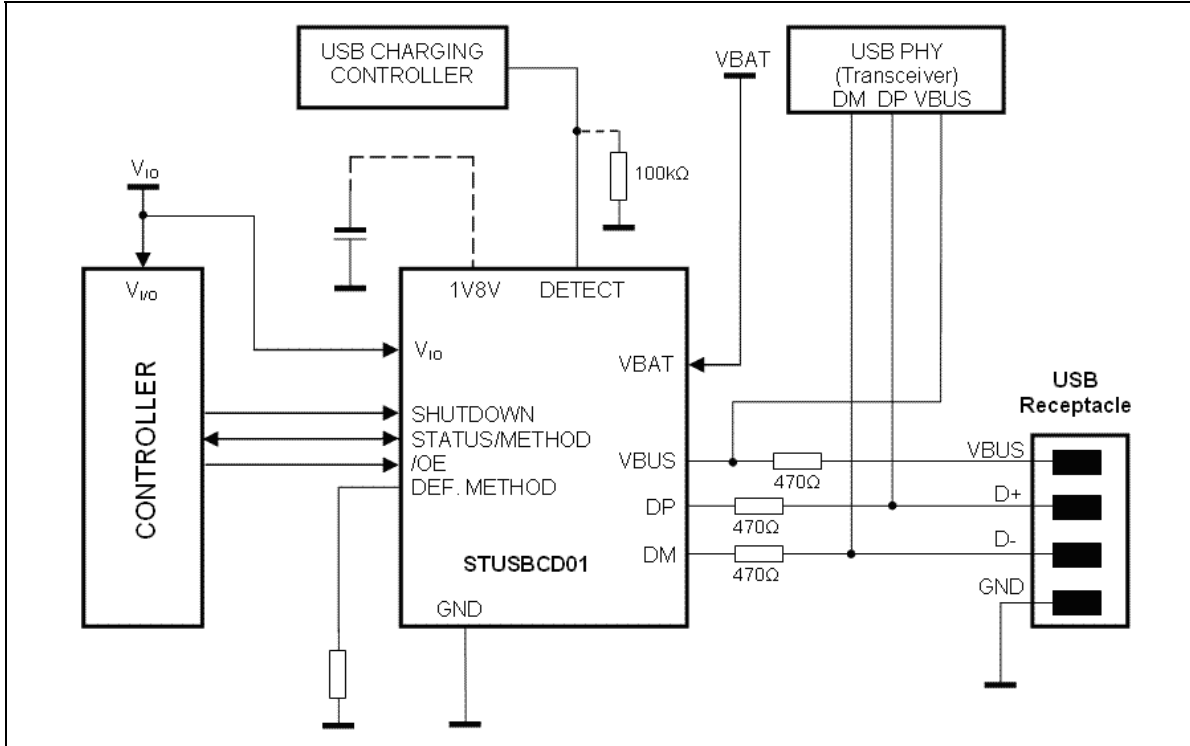 USB CHARGING
CONTROLLER
VBAT
USB PHY
(Transceiver)
DM DP VBUS
100kΩ
VIO
VI/O
CONTROLLER
1V8V
DETECT
VIO
VBAT
SHUTDOWN
STATUS/METHOD
/OE
DEF. METHOD
VBUS
DP
DM
STUSBCD01
GND
470Ω
470Ω
470Ω
USB
Receptacle
VBUS
D+
D-
GND